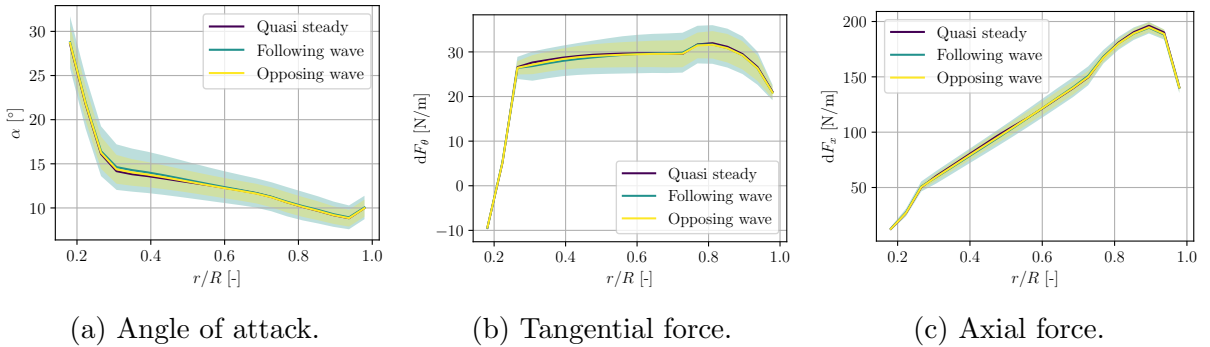 30
25
20
15
10
0.2
0.4
0.6
0.8
1.0
r/R [-]
α [°]
Quasi steady
Following wave
Opposing wave
(a) Angle of attack.
30
20
10
0
−10
0.2
0.4
0.6
0.8
1.0
r/R [-]
dF_θ [N/m]
Quasi steady
Following wave
Opposing wave
(b) Tangential force.
200
150
100
50
0.2
0.4
0.6
0.8
1.0
r/R [-]
dF_x [N/m]
Quasi steady
Following wave
Opposing wave
(c) Axial force.